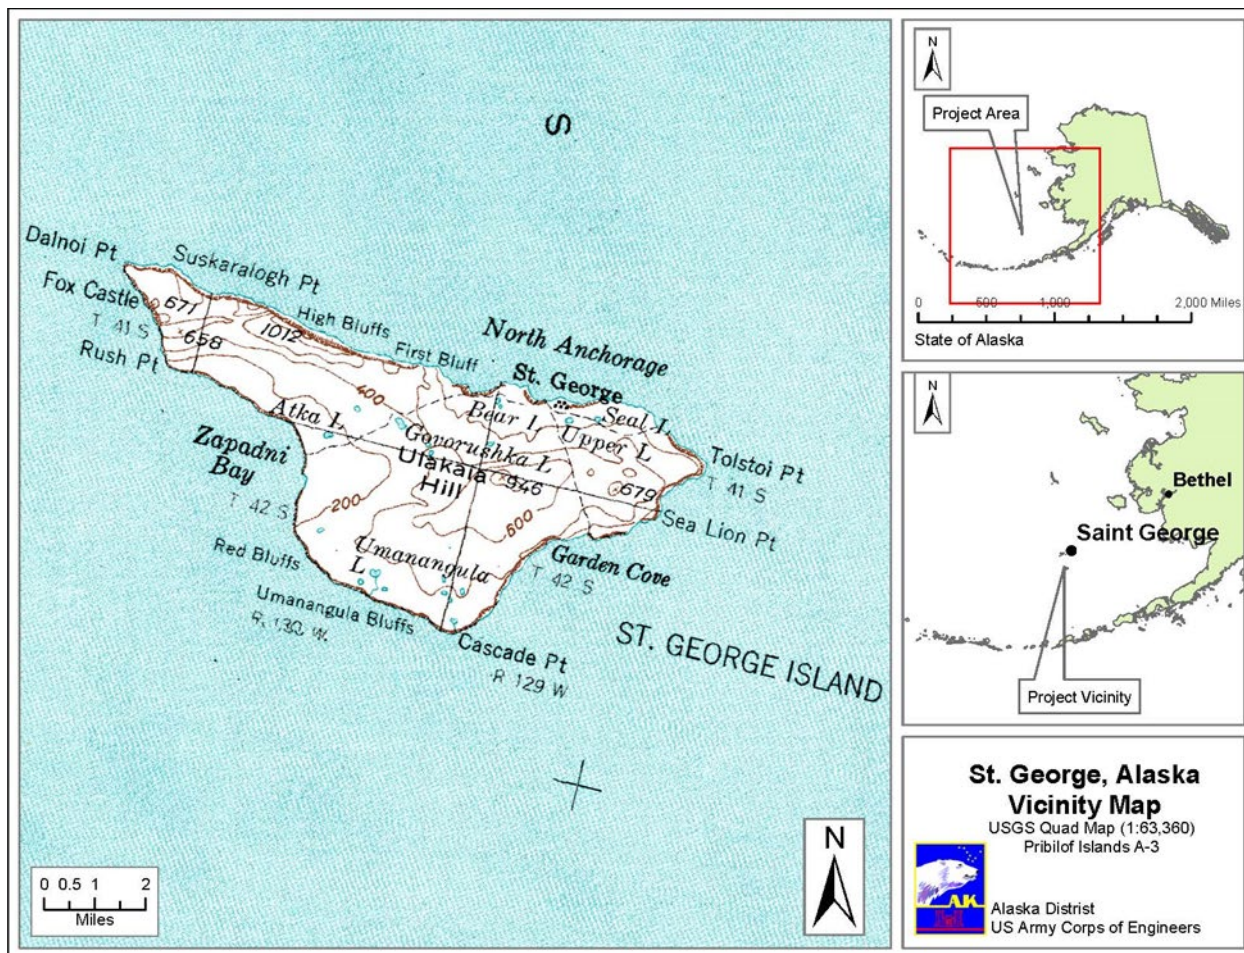 S
Dalnoi Pt
Suskaralogh Pt
Fox Castle
671
T 41 S
658
1012
High Bluffs
North Anchorage
Rush Pt
First Bluff
St. George
400
Atka L
Bear L
Seal L
Zapadni
Bay
Govorushka L
Upper L
Tolstoi Pt
Ulakaia
Hill
946
679
T 41 S
T 42 S
200
600
Sea Lion Pt
Red Bluffs
Umanangula
L
Garden Cove
T 42 S
Umanangula Bluffs
R 130 W
Cascade Pt
R 129 W
ST. GEORGE ISLAND
0 0.5 1 2
Miles
N
N
Project Area
0 500 1,000 2,000 Miles
State of Alaska
N
Bethel
Saint George
Project Vicinity
St. George, Alaska
Vicinity Map
USGS Quad Map (1:63,360)
Pribilof Islands A-3
AK
Alaska District
US Army Corps of Engineers